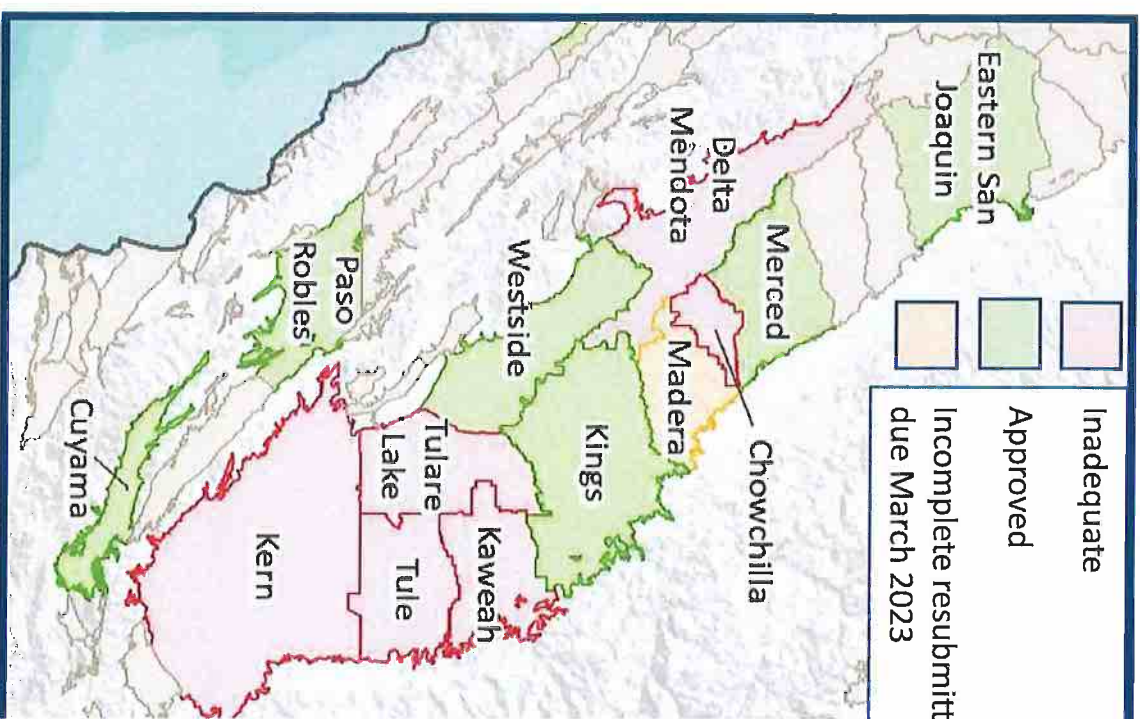 Inadequate
Approved
Incomplete resubmitt
due March 2023
Eastern San
Joaquin
Delta
Mendota
Merced
Chowchilla
Madera
Westside
Kings
Paso
Robles
Tulare
Lake
Kaweah
Tule
Kern
Cuyama